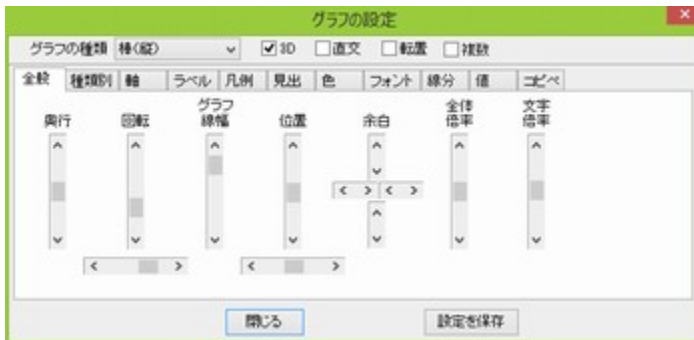 グラフの設定
グラフの種類 棒(縦) 3D 直交 転置 複数
全般 種類別 軸 ラベル 凡例 見出 色 フォント 線分 値 コピペ
奥行 回転 グラフ線幅 位置 余白 全体倍率 文字倍率
閉じる 設定を保存